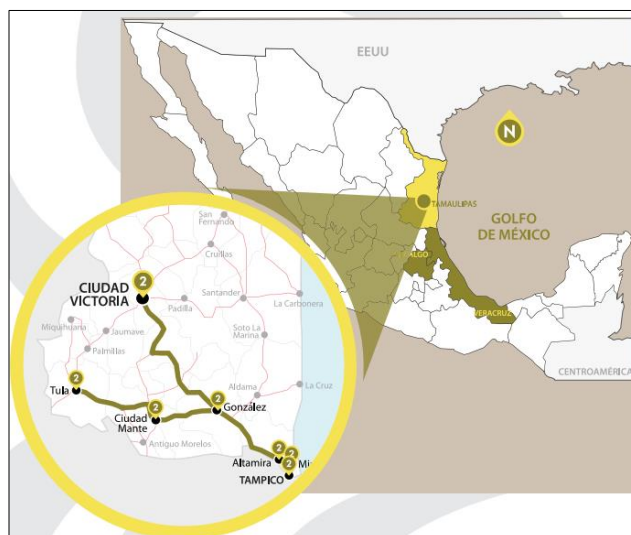 EEUU
N
TAMAULIPAS
GOLFO
DE MÉXICO
VERACRUZ
CENTROAMÉRICA
San
Fernando
Cruillas
2
CIUDAD
VICTORIA
Padilla
Santander
La Carbonera
Miquihuana
Jaumave
Soto La
Marina
Palmillas
2
Tula
Aldama
La Cruz
2
González
2
Ciudad
Mante
Antiguo Morelos
2
2
2
Altamira
Mi
TAMPICO